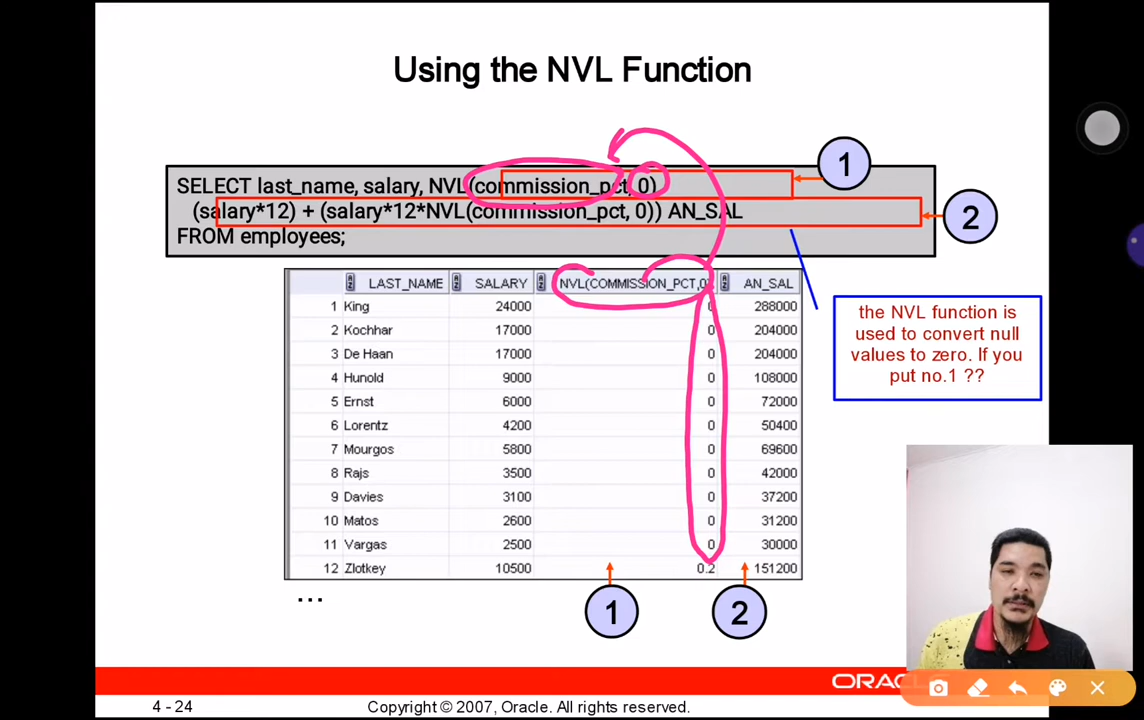 Using the NVL Function
1
SELECT last_name, salary, NVL(commission_pct, 0)
(salary*12) + (salary*12*NVL(commission_pct, 0)) AN_SAL
2
FROM employees;
LAST_NAME SALARY NVL(COMMISSION_PCT,0) AN_SAL
1 King 24000 0 288000
2 Kochhar 17000 0 204000
3 De Haan 17000 0 204000
4 Hunold 9000 0 108000
5 Ernst 6000 0 72000
6 Lorentz 4200 0 50400
7 Mourgos 5800 0 69600
8 Rajs 3500 0 42000
9 Davies 3100 0 37200
10 Matos 2600 0 31200
11 Vargas 2500 0 30000
12 Zlotkey 10500 0.2 151200
the NVL function is
used to convert null
values to zero. If you
put no.1 ??
...
1 2
4 - 24
Copyright © 2007, Oracle. All rights reserved.